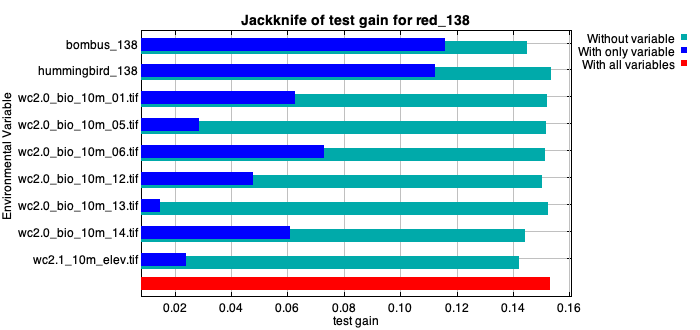 Jackknife of test gain for red_138
Without variable
With only variable
With all variables
Environmental Variable
bombus_138
hummingbird_138
wc2.0_bio_10m_01.tif
wc2.0_bio_10m_05.tif
wc2.0_bio_10m_06.tif
wc2.0_bio_10m_12.tif
wc2.0_bio_10m_13.tif
wc2.0_bio_10m_14.tif
wc2.1_10m_elev.tif
0.02 0.04 0.06 0.08 0.10 0.12 0.14 0.16
test gain